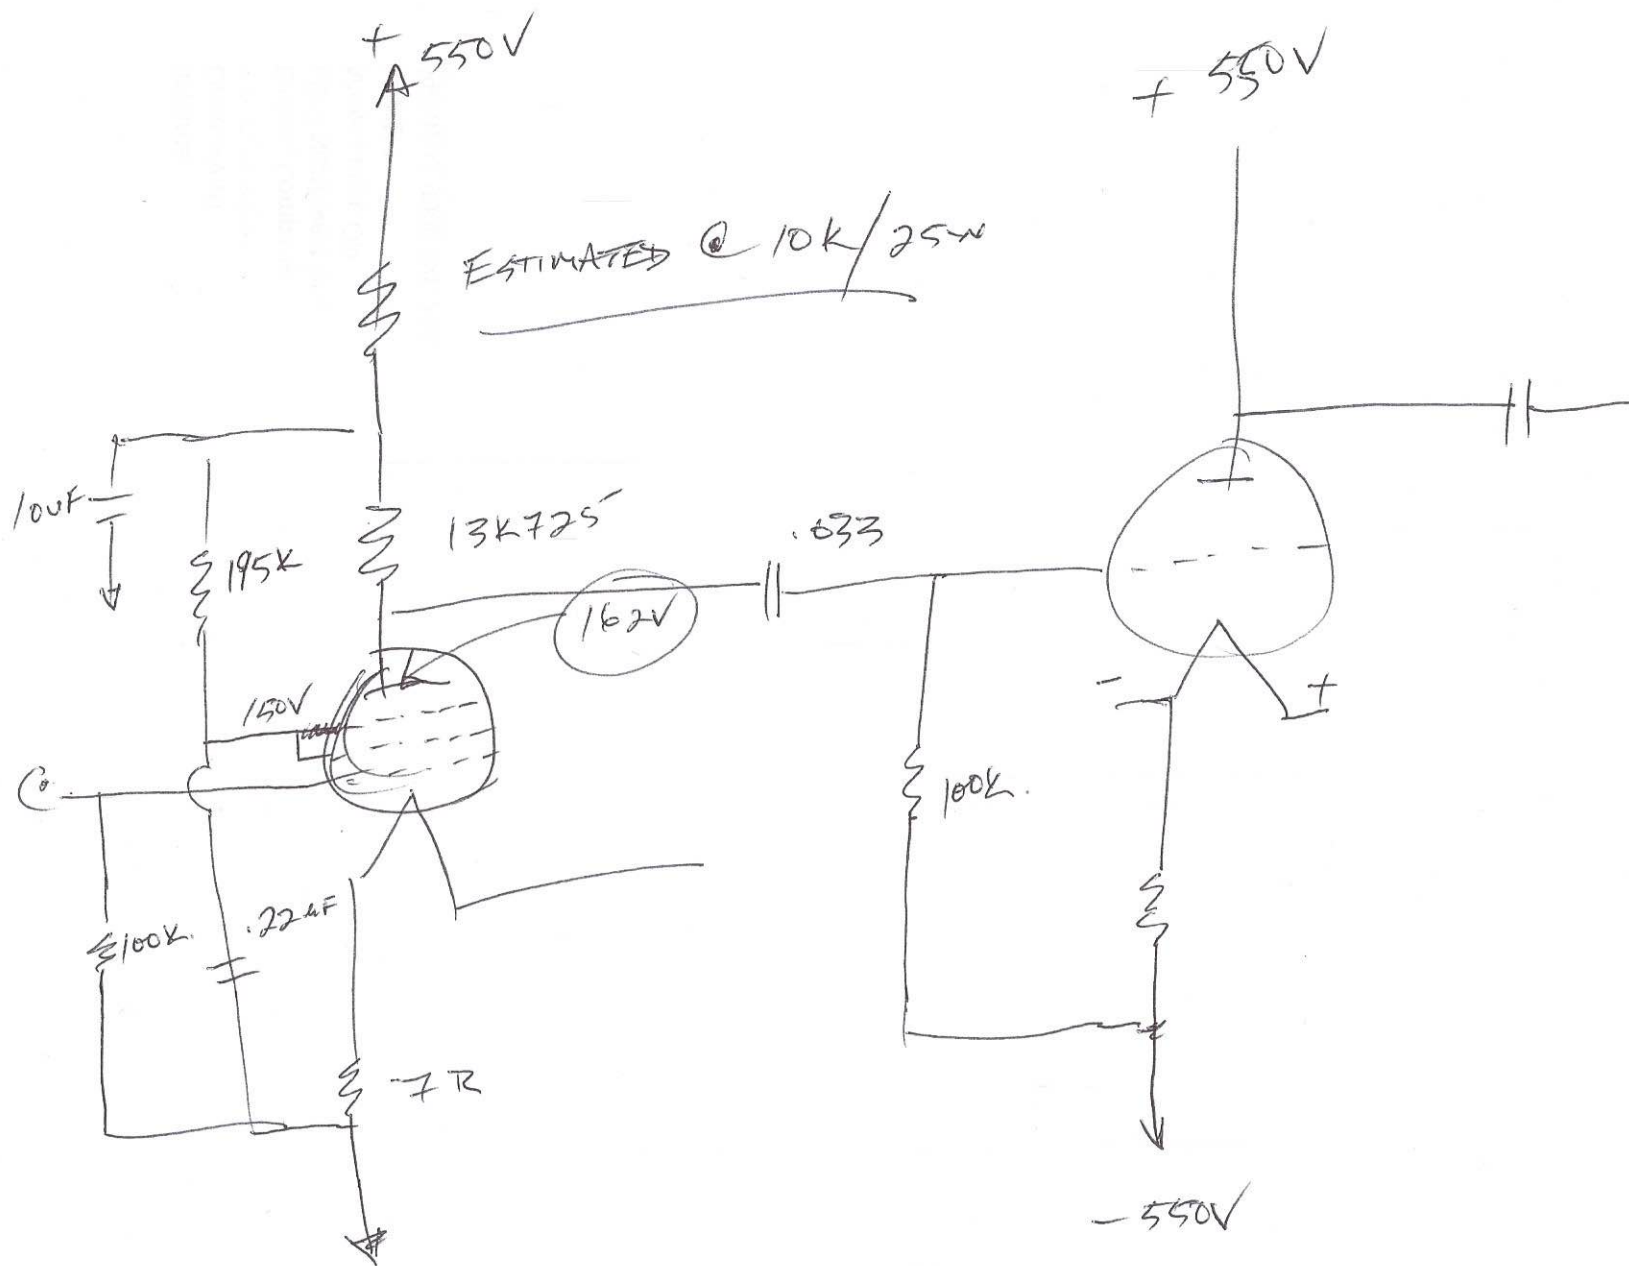 + 550V
+ 550V
ESTIMATED @ 10K/25W
10uF
195K
13K725
.033
162V
150V
100K.
.22uF
100K.
7R
-
+
- 550V